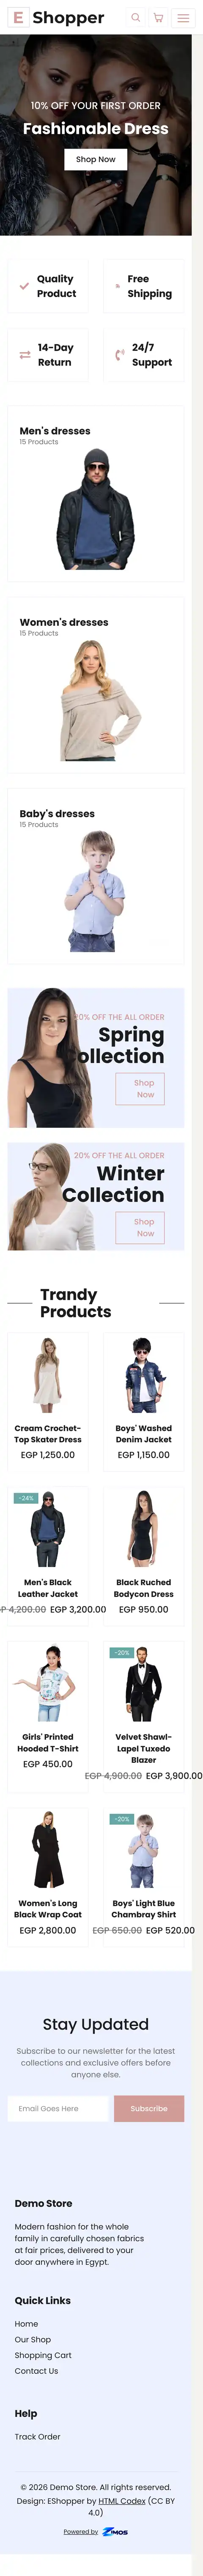 E Shopper
10% OFF YOUR FIRST ORDER
Fashionable Dress
Shop Now
Quality
Product
Free
Shipping
14-Day
Return
24/7
Support
Men's dresses
15 Products
Women's dresses
15 Products
Baby's dresses
15 Products
20% OFF THE ALL ORDER
Spring
ollection
Shop
Now
20% OFF THE ALL ORDER
Winter
Collection
Shop
Now
Trandy
Products
Cream Crochet-
Top Skater Dress
EGP 1,250.00
Boys' Washed
Denim Jacket
EGP 1,150.00
-24%
Men's Black
Leather Jacket
P 4,200.00 EGP 3,200.00
Black Ruched
Bodycon Dress
EGP 950.00
Girls' Printed
Hooded T-Shirt
EGP 450.00
-20%
Velvet Shawl-
Lapel Tuxedo
Blazer
EGP 4,900.00 EGP 3,900.00
Women's Long
Black Wrap Coat
EGP 2,800.00
-20%
Boys' Light Blue
Chambray Shirt
EGP 650.00 EGP 520.00
Stay Updated
Subscribe to our newsletter for the latest
collections and exclusive offers before
anyone else.
Email Goes Here
Subscribe
Demo Store
Modern fashion for the whole
family in carefully chosen fabrics
at fair prices, delivered to your
door anywhere in Egypt.
Quick Links
Home
Our Shop
Shopping Cart
Contact Us
Help
Track Order
© 2026 Demo Store. All rights reserved.
Design: EShopper by HTML Codex (CC BY
4.0)
Powered by ZIMOS